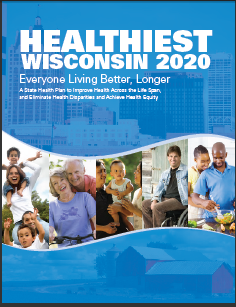 HEALTHIEST
WISCONSIN 2020
Everyone Living Better, Longer
A State Health Plan to Improve Health Across the Life Span,
and Eliminate Health Disparities and Achieve Health Equity